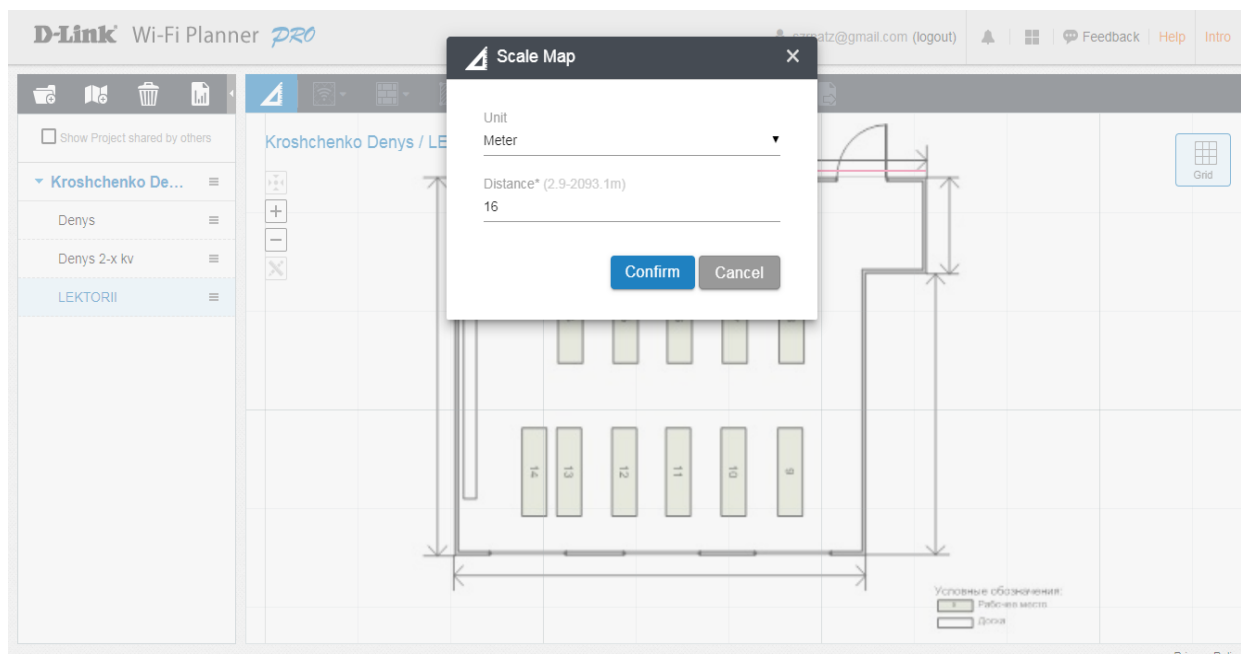 D-Link Wi-Fi Planner PRO
(logout)
Feedback
Help
Intro
Scale Map
Unit
Meter
Distance* (2.9-2093.1m)
16
Confirm
Cancel
Show Project shared by others
Kroshchenko De...
Denys
Denys 2-x kv
LEKTORII
Kroshchenko Denys / LE
Grid
14 13 12 11 10 9
Условные обозначения:
Рабочее место
Доска